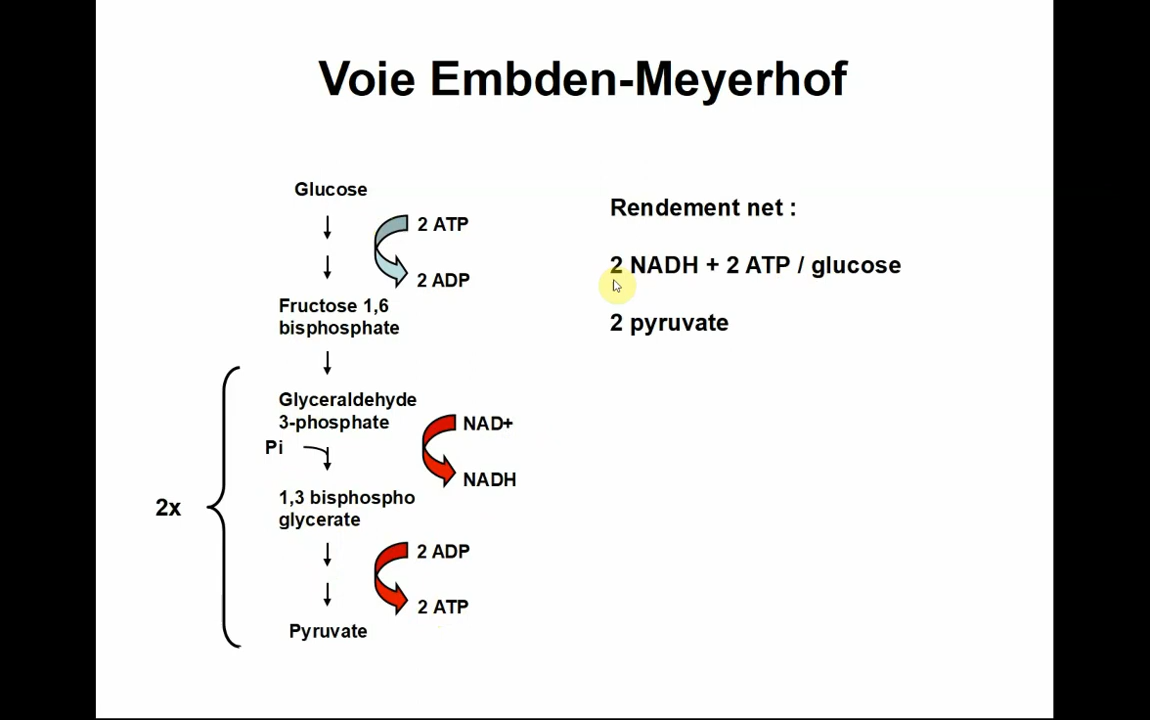 Voie Embden-Meyerhof
Glucose
2 ATP
2 ADP
Fructose 1,6
bisphosphate
Glyceraldehyde
3-phosphate
Pi
NAD+
NADH
1,3 bisphospho
glycerate
2x
2 ADP
2 ATP
Pyruvate
Rendement net :
2 NADH + 2 ATP / glucose
2 pyruvate